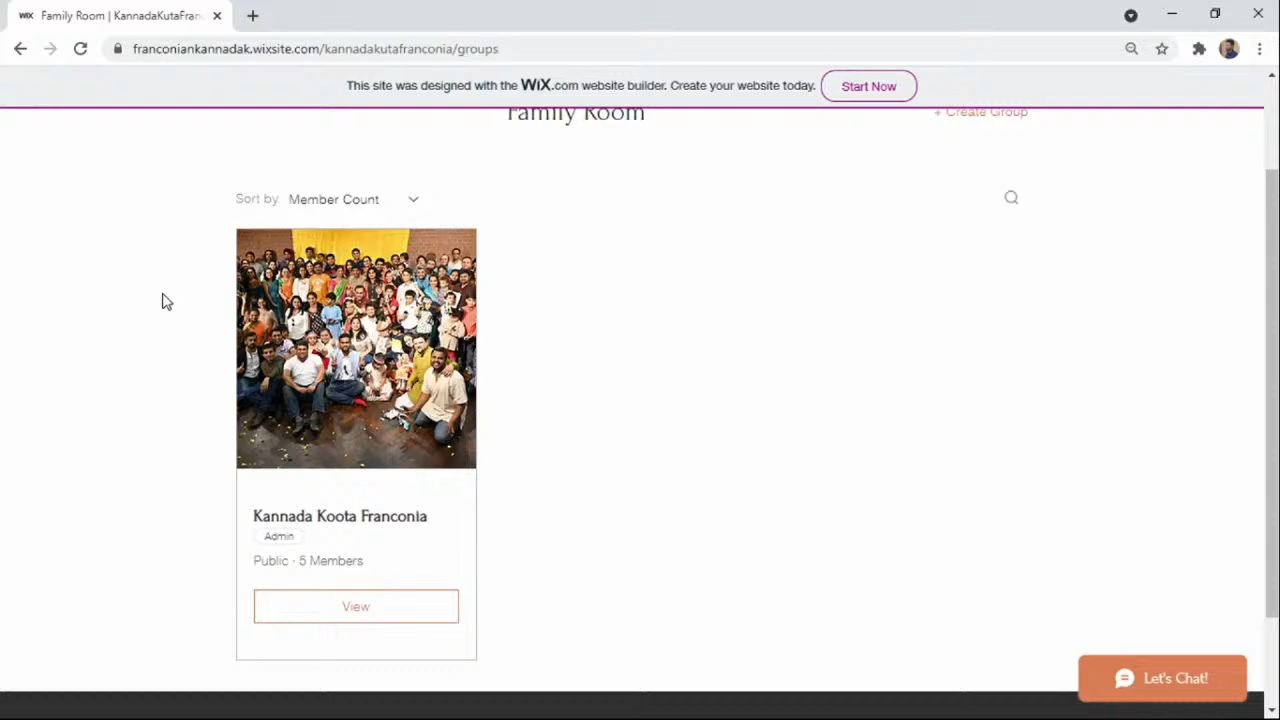 WiX Family Room | KannadaKutaFran
franconiankannadak.wixsite.com/kannadakutafranconia/groups
This site was designed with the WiX.com website builder. Create your website today. Start Now
Family Room + Create Group
Sort by Member Count
Kannada Koota Franconia
Admin
Public · 5 Members
View
Let's Chat!